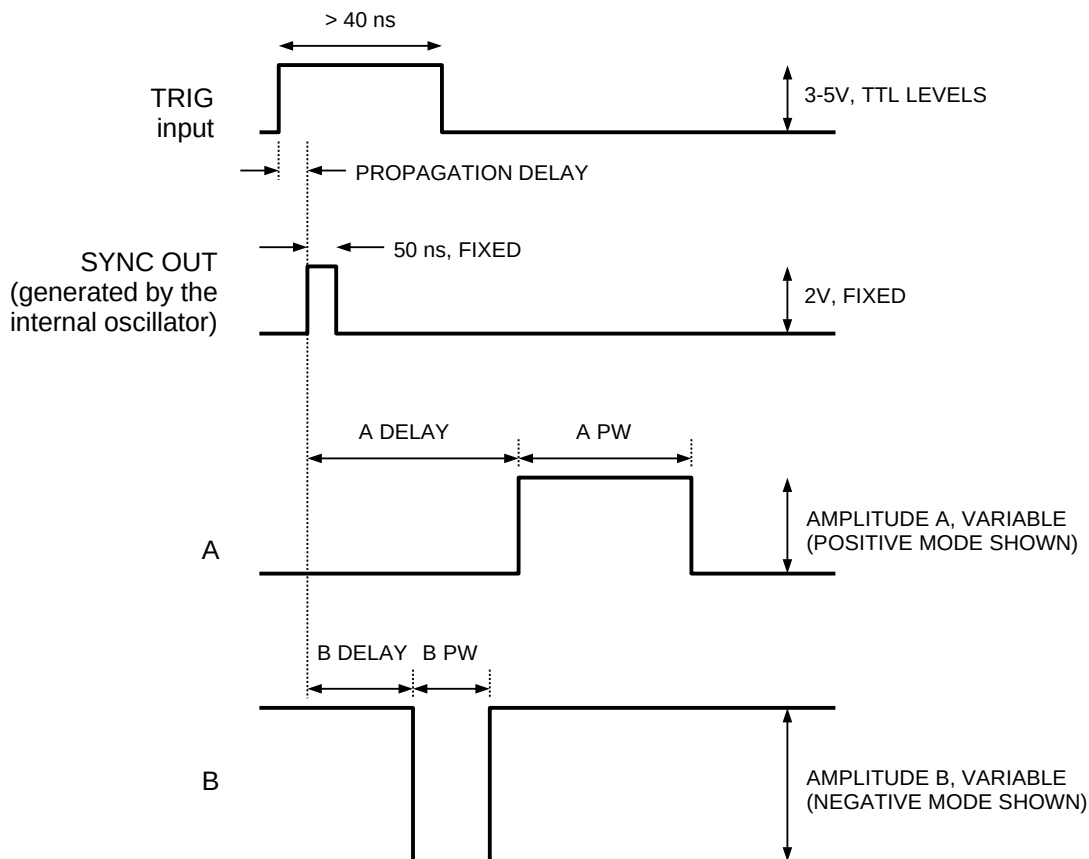 > 40 ns
TRIG
input
3-5V, TTL LEVELS
PROPAGATION DELAY
50 ns, FIXED
SYNC OUT
(generated by the
internal oscillator)
2V, FIXED
A DELAY
A PW
A
AMPLITUDE A, VARIABLE
(POSITIVE MODE SHOWN)
B DELAY
B PW
B
AMPLITUDE B, VARIABLE
(NEGATIVE MODE SHOWN)